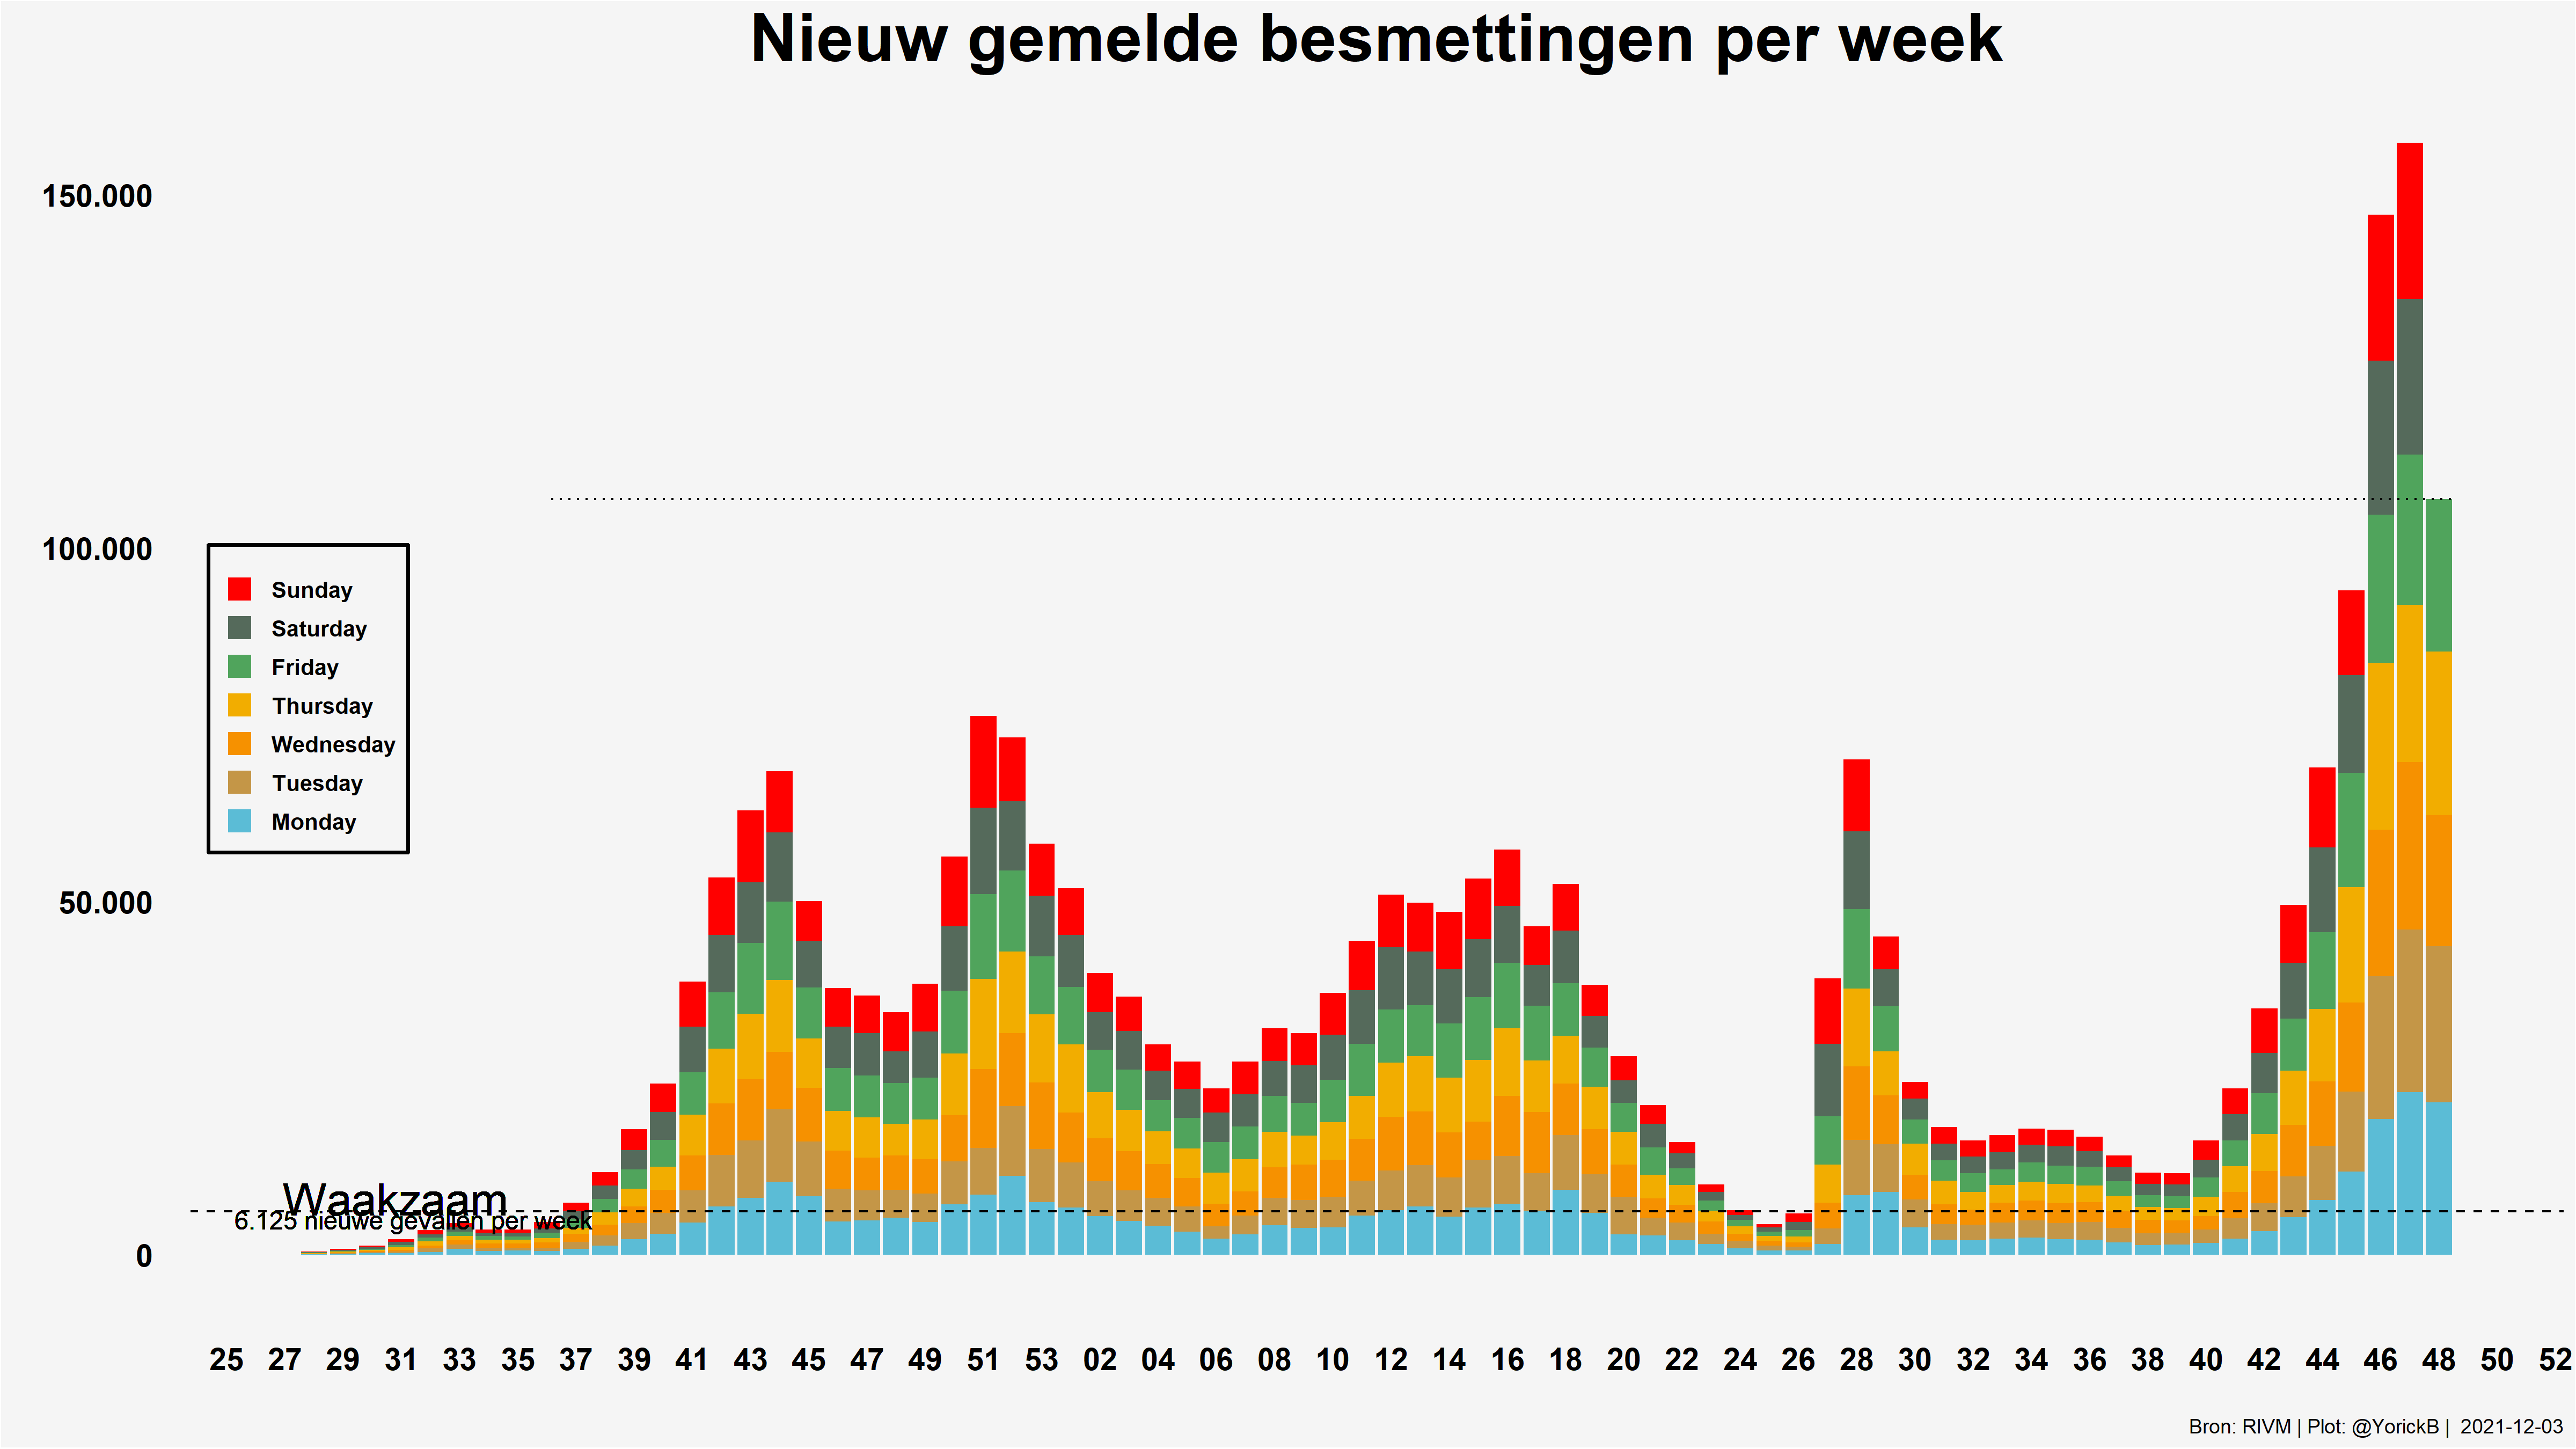 Nieuw gemelde besmettingen per week
150.000
100.000
50.000
0
Sunday
Saturday
Friday
Thursday
Wednesday
Tuesday
Monday
Waakzaam
6.125 nieuwe gevallen per week
25 27 29 31 33 35 37 39 41 43 45 47 49 51 53 02 04 06 08 10 12 14 16 18 20 22 24 26 28 30 32 34 36 38 40 42 44 46 48 50 52
Bron: RIVM | Plot: @YorickB | 2021-12-03